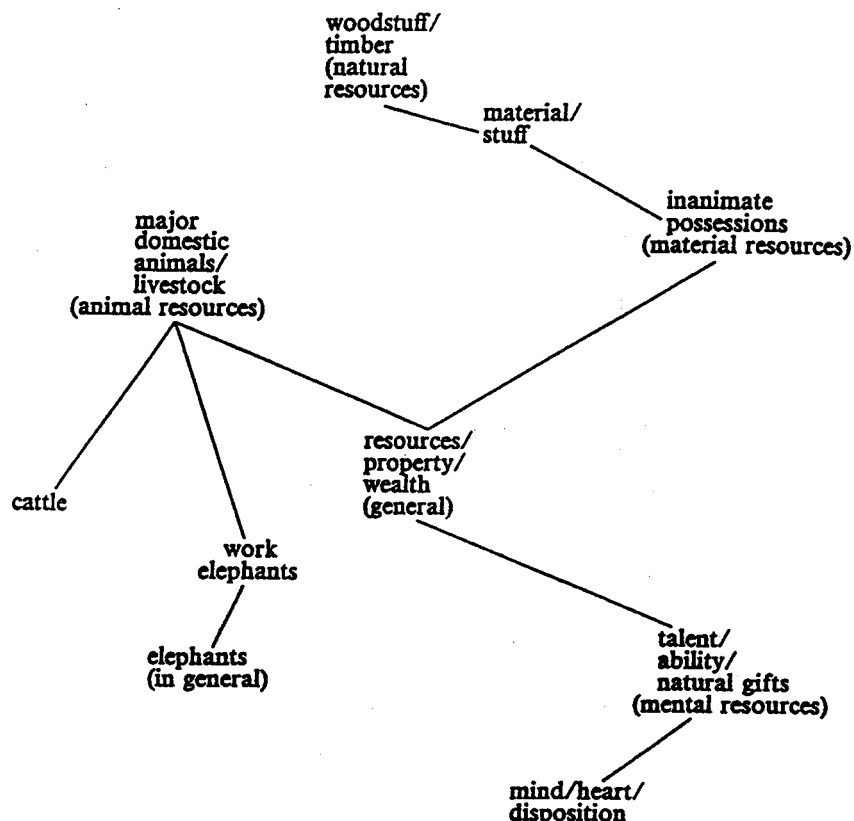 woodstuff/
timber
(natural
resources)
material/
stuff
inanimate
possessions
(material resources)
major
domestic
animals/
livestock
(animal resources)
resources/
property/
wealth
(general)
cattle
work
elephants
elephants
(in general)
talent/
ability/
natural gifts
(mental resources)
mind/heart/
disposition